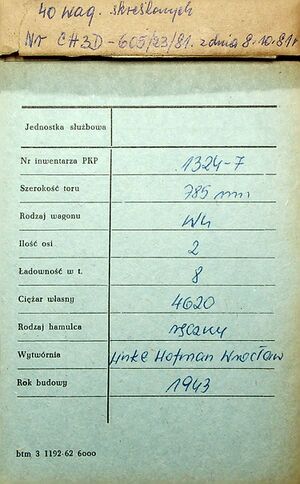 40 wag. skreślonych
Nr CH3D-605/23/81. z dnia 8.10.81r
Jednostka służbowa
Nr inwentarza PKP 1324-7
Szerokość toru 785 mm
Rodzaj wagonu Wh
Ilość osi 2
Ładowność w t. 8
Ciężar własny 4620
Rodzaj hamulca ręczny
Wytwórnia Linke Hofman Wrocław
Rok budowy 1943
btm 3 1192-62 6000